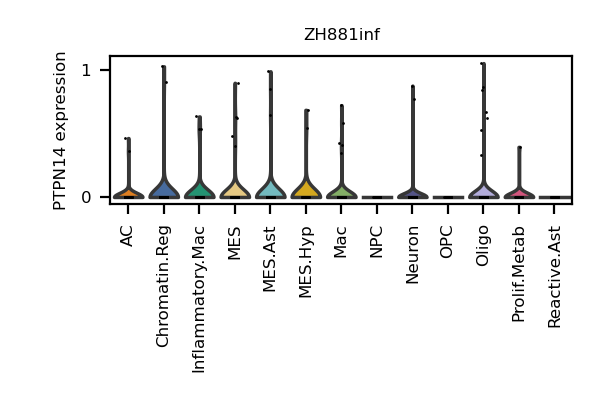 ZH881inf
PTPN14 expression
1
0
AC
Chromatin.Reg
Inflammatory.Mac
MES
MES.Ast
MES.Hyp
Mac
NPC
Neuron
OPC
Oligo
Prolif.Metab
Reactive.Ast